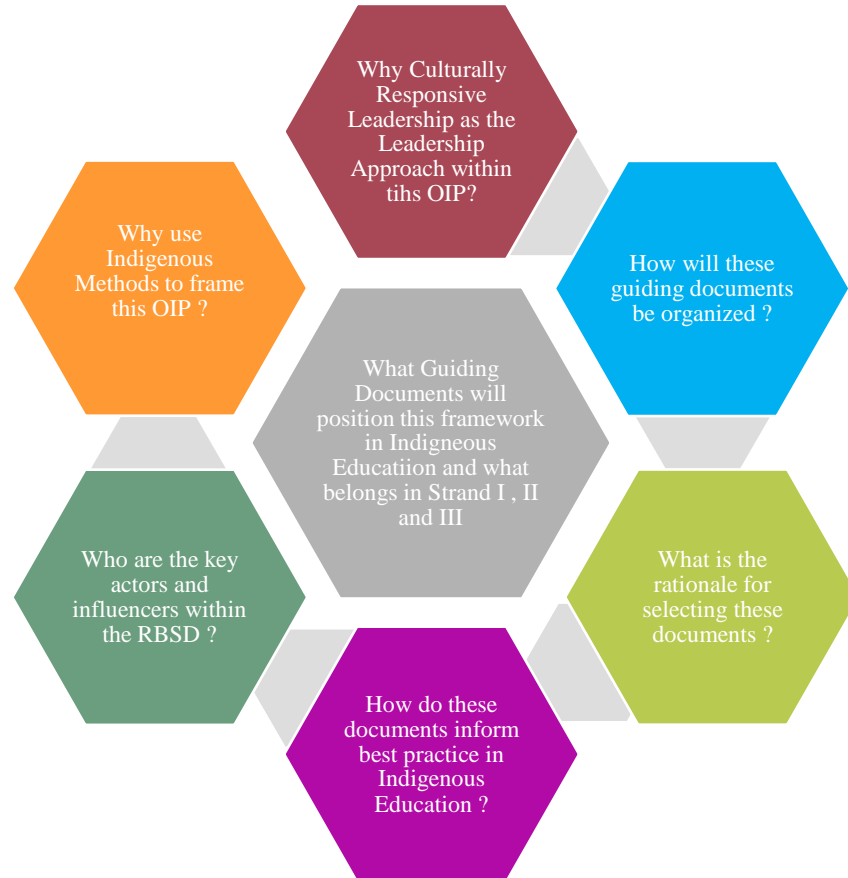 Why Culturally
Responsive
Leadership as the
Leadership
Approach within
tihs OIP?
How will these
guiding documents
be organized ?
What is the
rationale for
selecting these
documents ?
How do these
documents inform
best practice in
Indigenous
Education ?
Who are the key
actors and
influencers within
the RBSD ?
Why use
Indigenous
Methods to frame
this OIP ?
What Guiding
Documents will
position this framework
in Indigneous
Educatiion and what
belongs in Strand I , II
and III